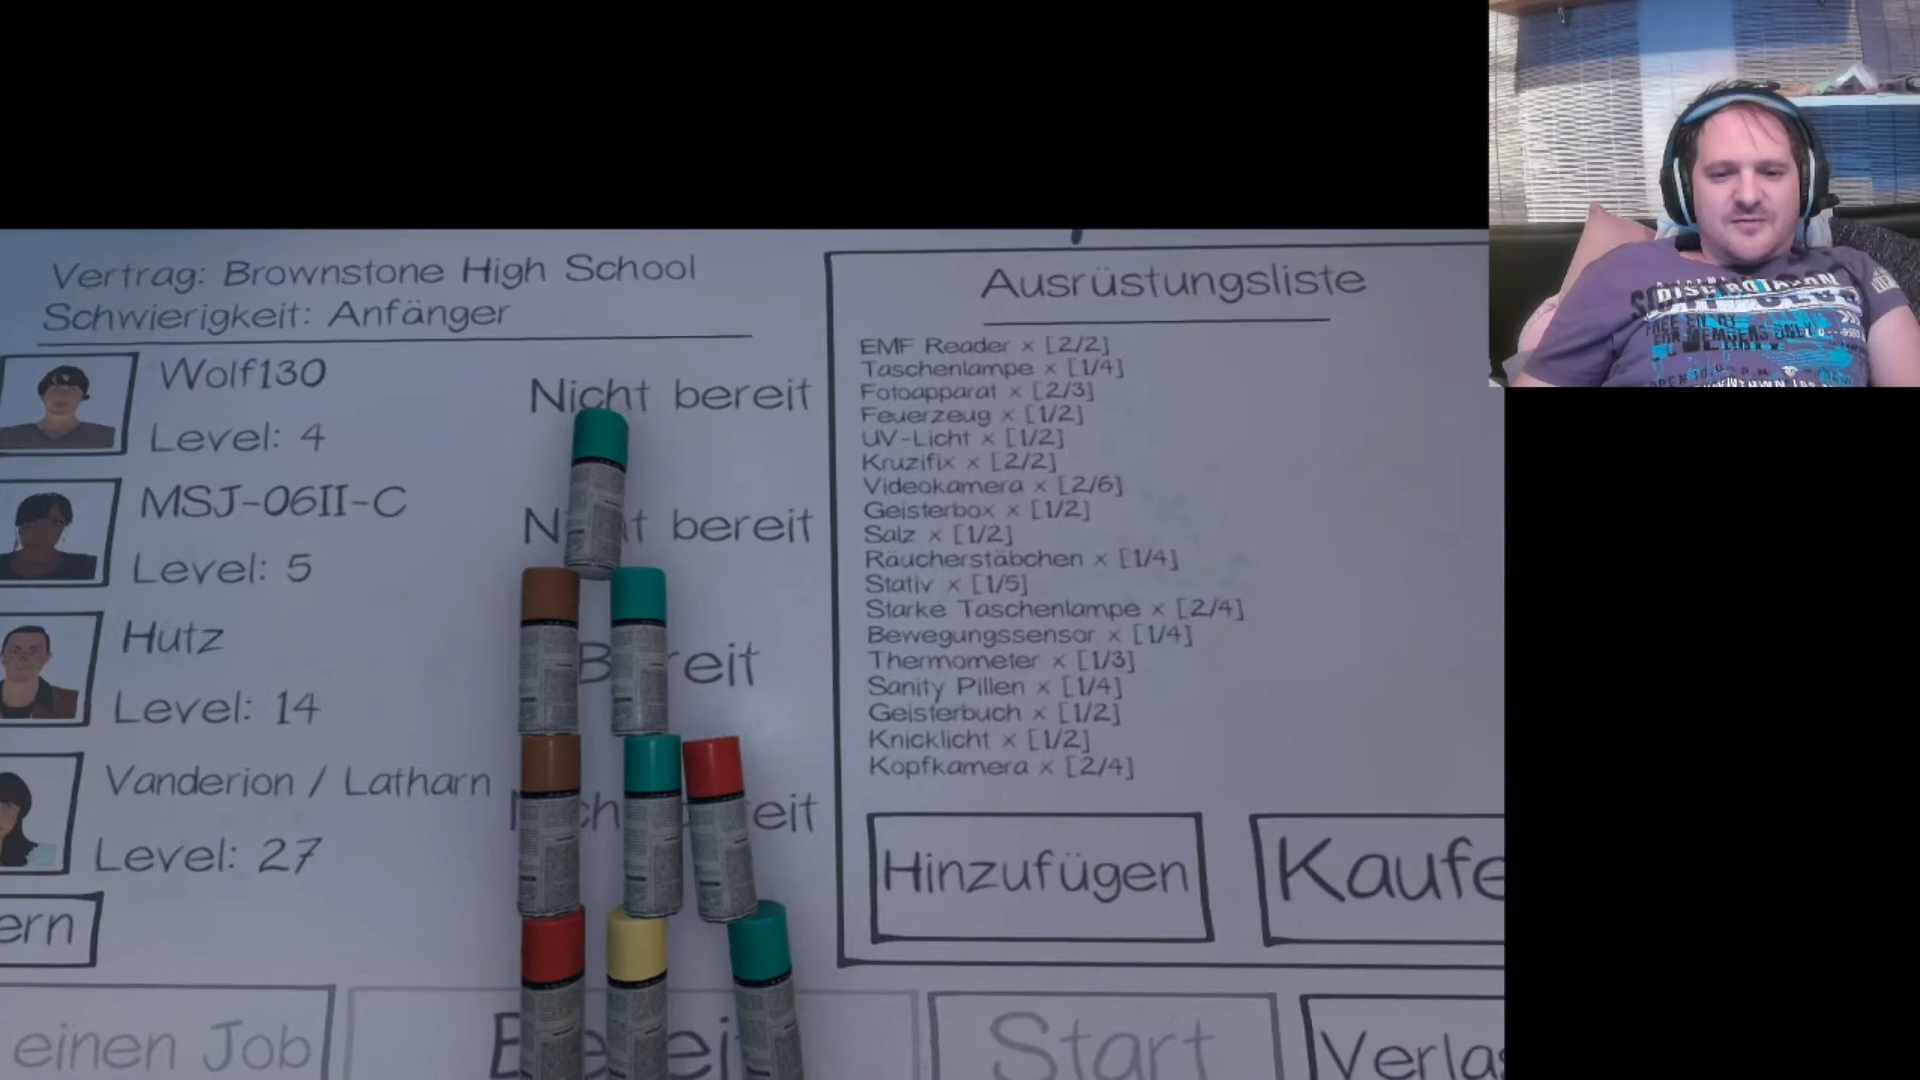 Vertrag: Brownstone High School
Schwierigkeit: Anfänger
Wolf130
Level: 4
Nicht bereit
MSJ-06II-C
Level: 5
bereit
Hutz
Level: 14
Vanderion / Latharn
Level: 27
ern
einen Job
Start
Ausrüstungsliste
EMF Reader x [2/2]
Taschenlampe x [1/4]
Fotoapparat x [2/3]
Feuerzeug x [1/2]
UV-Licht x [1/2]
Kruzifix x [2/2]
Videokamera x [2/6]
Geisterbox x [1/2]
Salz x [1/2]
Räucherstäbchen x [1/4]
Stativ x [1/5]
Starke Taschenlampe x [2/4]
Bewegungssensor x [1/4]
Thermometer x [1/3]
Sanity Pillen x [1/4]
Geisterbuch x [1/2]
Knicklicht x [1/2]
Kopfkamera x [2/4]
Hinzufügen
Kaufe
Verla